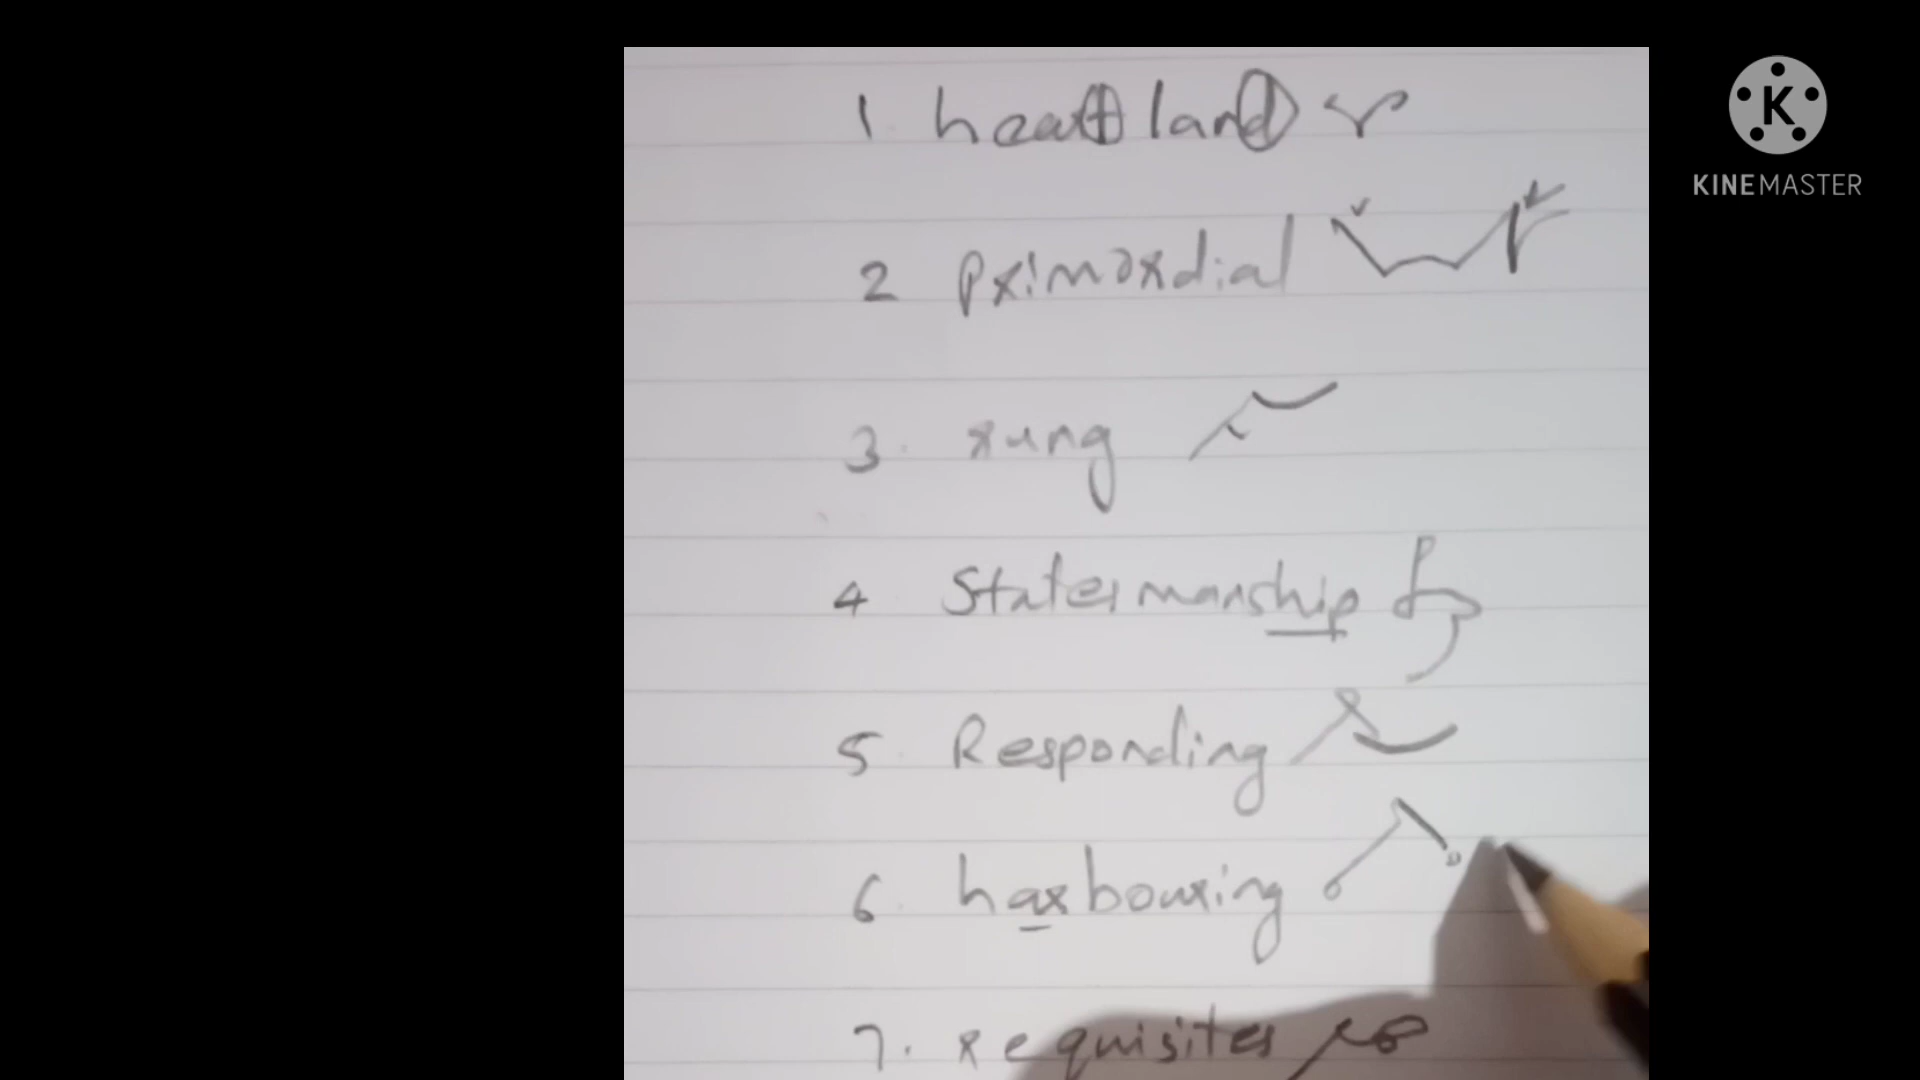 1 heartland
2 primordial
3. rung
4 Statesmanship
5. Responding
6. harbouring
7. requisites
K
KINEMASTER